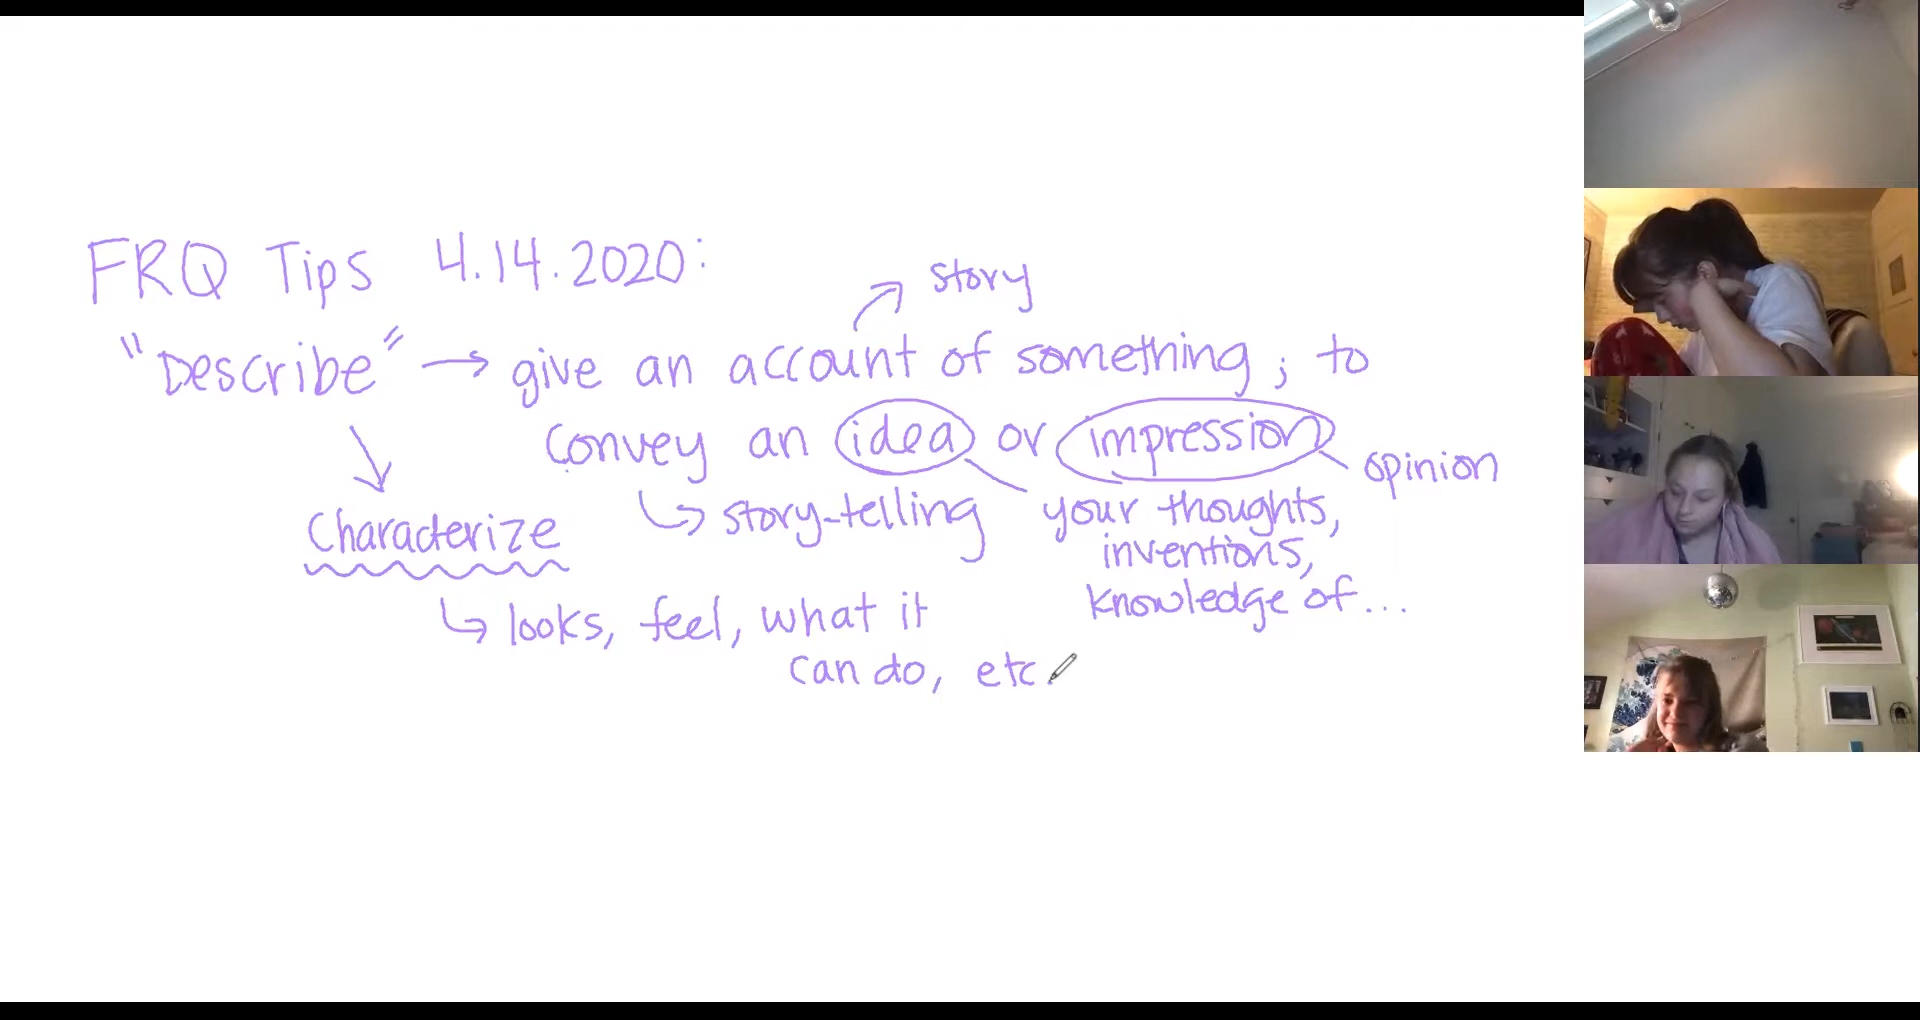 FRQ Tips 4.14.2020:
story
"Describe" → give an account of something; to
convey an idea or impression
opinion
Characterize
↳ story-telling
your thoughts,
inventions,
knowledge of...
↳ looks, feel, what it
can do, etc.